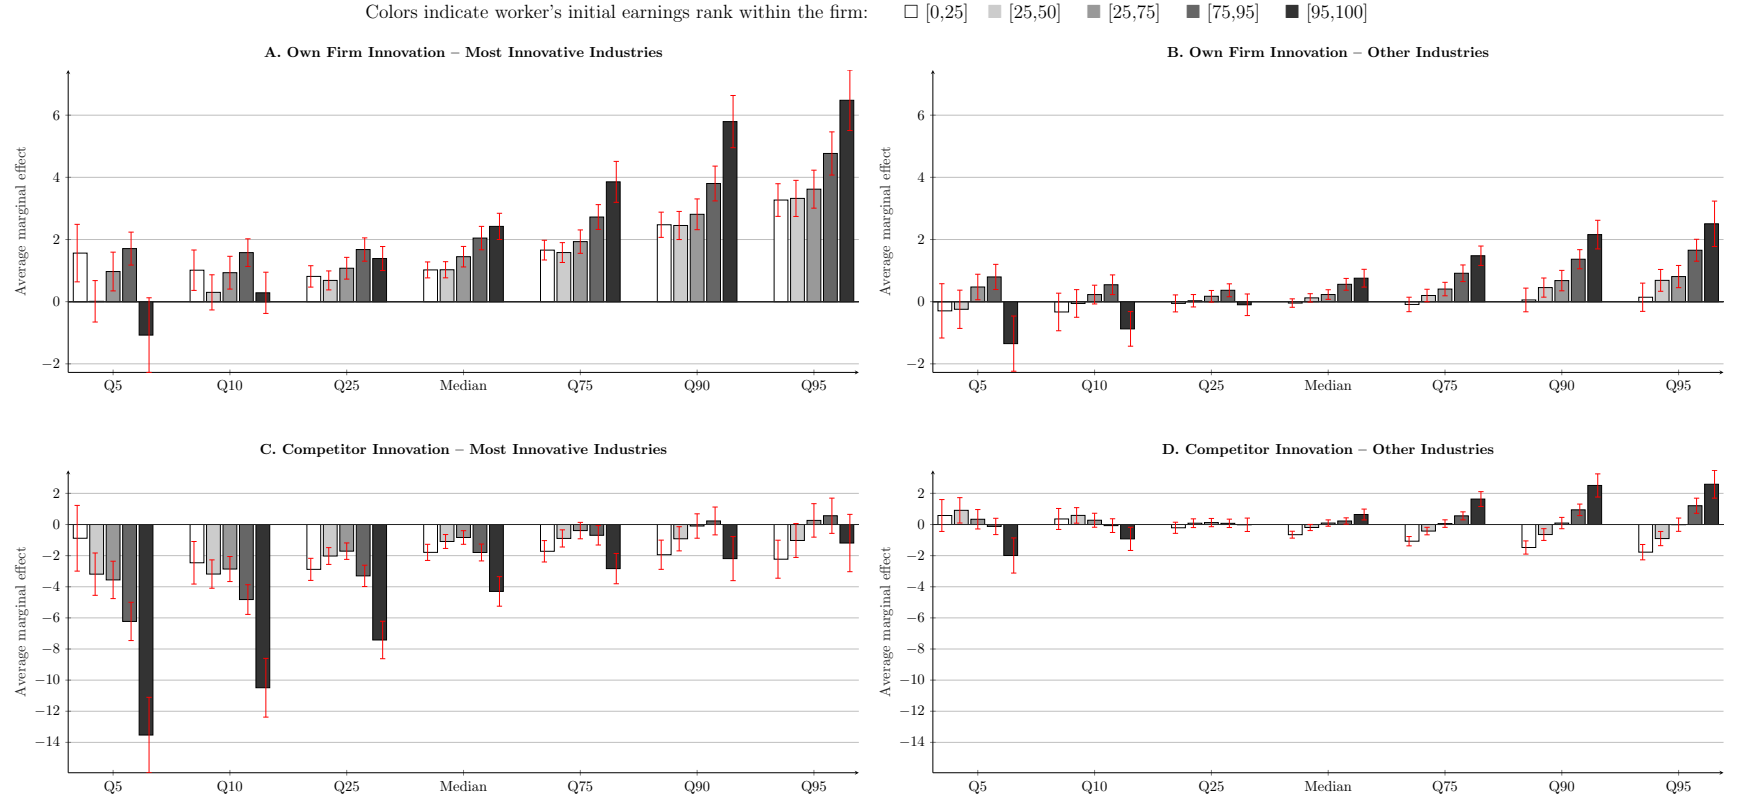 Colors indicate worker's initial earnings rank within the firm: [0,25] [25,50] [25,75] [75,95] [95,100]
A. Own Firm Innovation – Most Innovative Industries
Average marginal effect
6
4
2
0
−2
Q5 Q10 Q25 Median Q75 Q90 Q95
B. Own Firm Innovation – Other Industries
Average marginal effect
6
4
2
0
−2
Q5 Q10 Q25 Median Q75 Q90 Q95
C. Competitor Innovation – Most Innovative Industries
Average marginal effect
2
0
−2
−4
−6
−8
−10
−12
−14
Q5 Q10 Q25 Median Q75 Q90 Q95
D. Competitor Innovation – Other Industries
Average marginal effect
2
0
−2
−4
−6
−8
−10
−12
−14
Q5 Q10 Q25 Median Q75 Q90 Q95